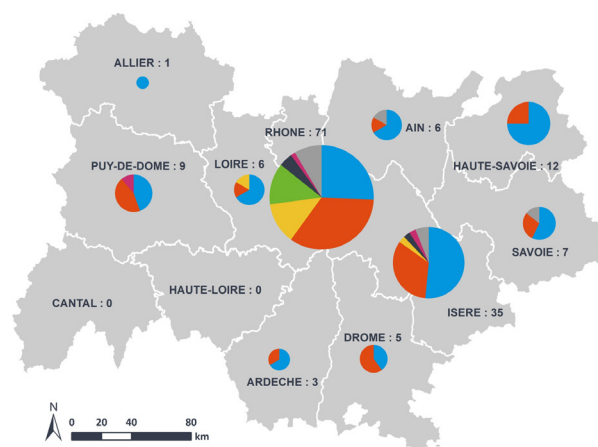 ALLIER : 1
RHONE : 71
AIN : 6
PUY-DE-DOME : 9
LOIRE : 6
HAUTE-SAVOIE : 12
SAVOIE : 7
CANTAL : 0
HAUTE-LOIRE : 0
ISERE : 35
DROME : 5
ARDECHE : 3
N
0 20 40 80
km